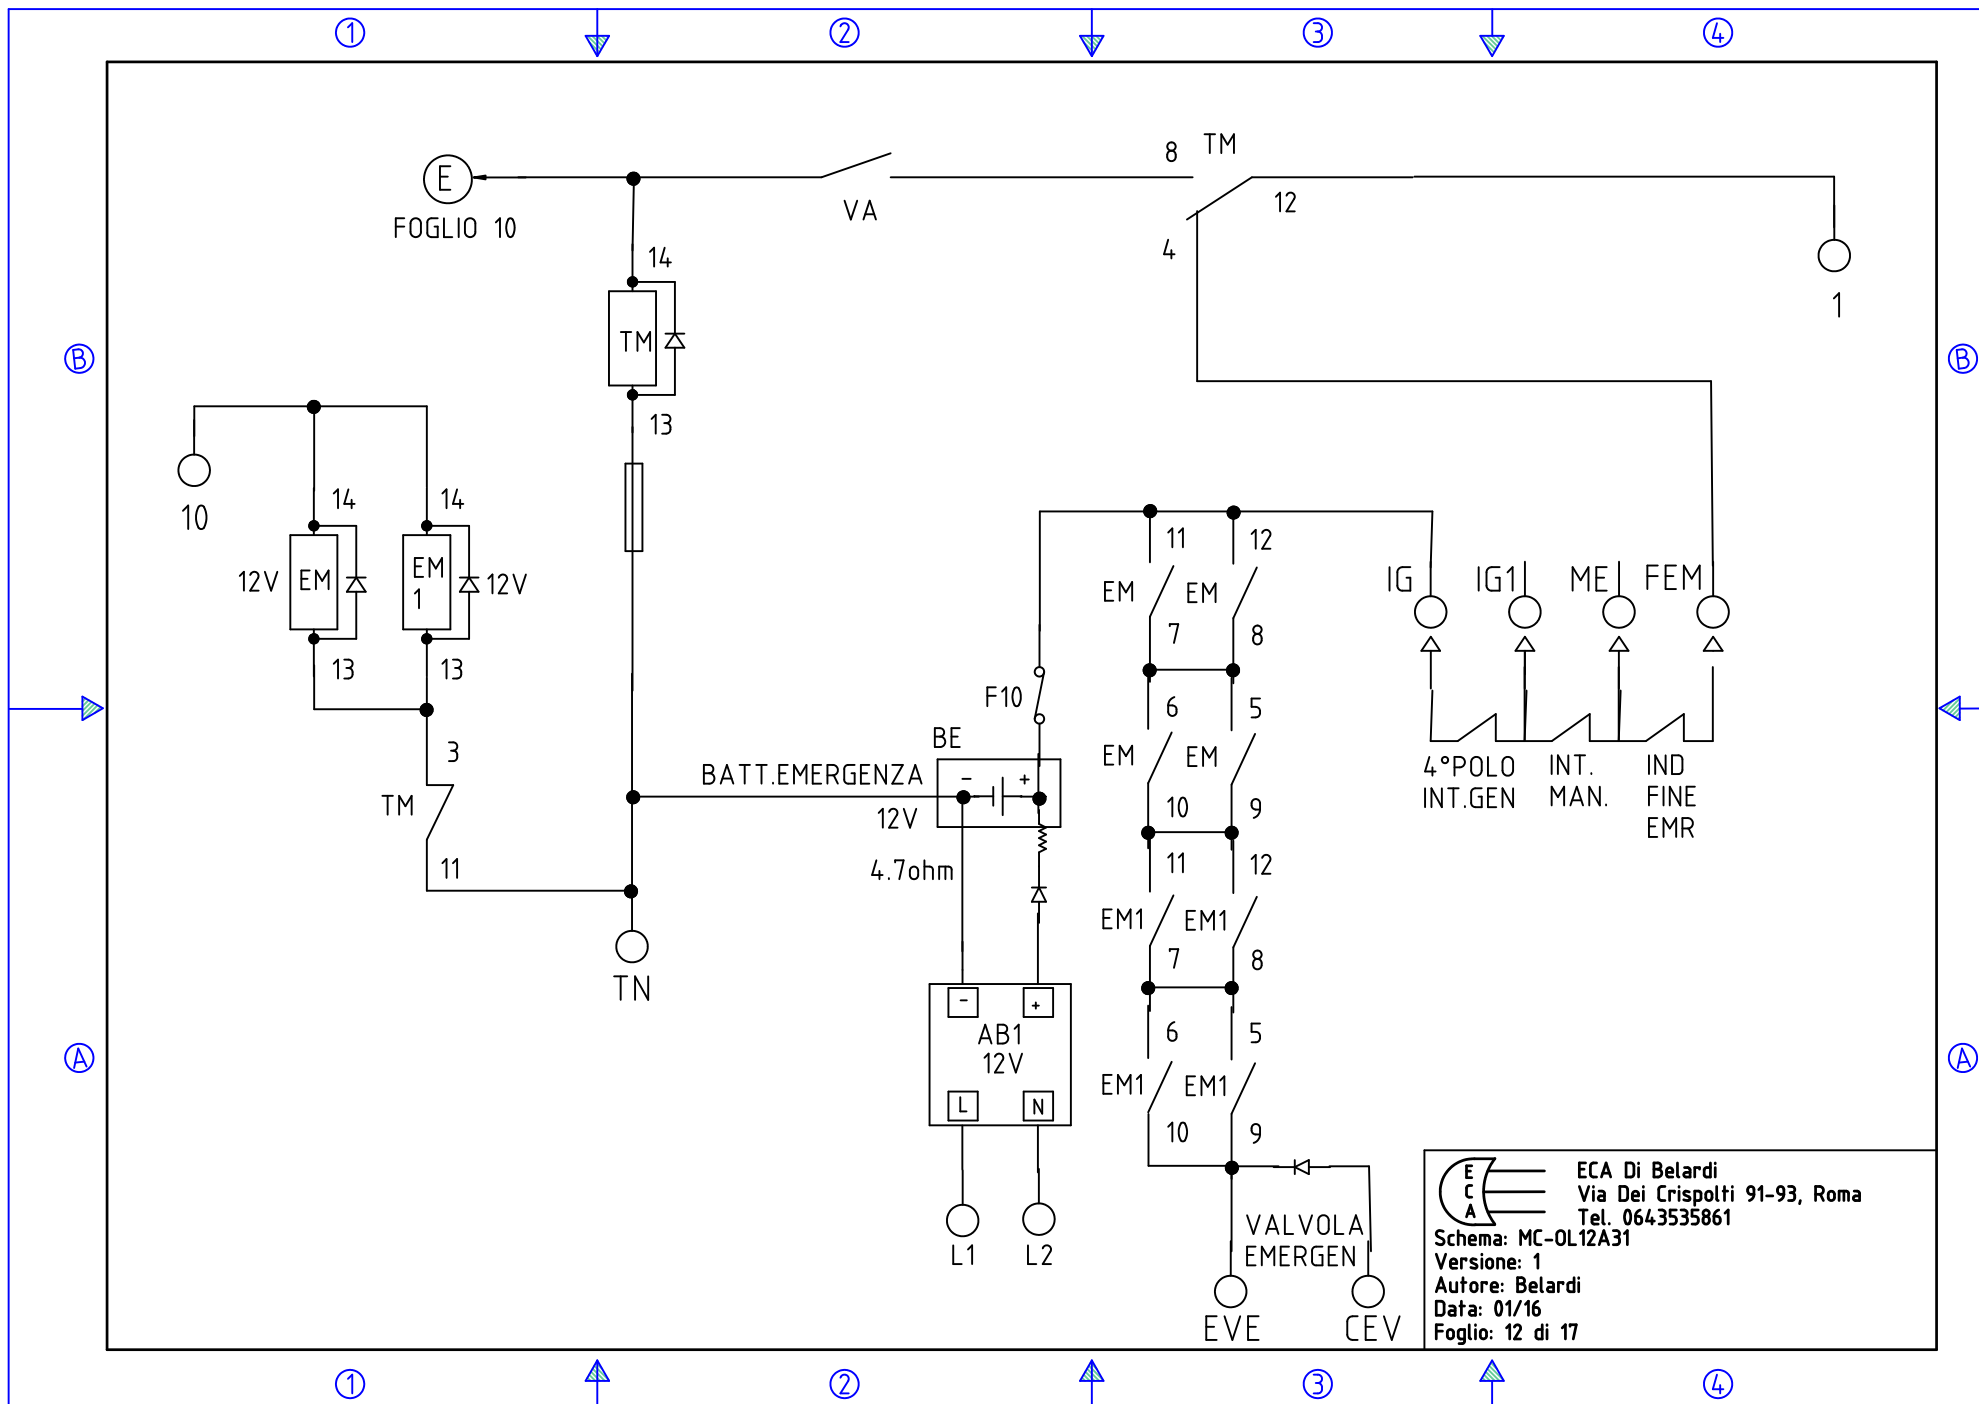 1 2 3 4
8 TM
E
12
VA
FOGLIO 10
4
14
1
TM
B B
13
10
14 14
12V EM EM 12V
1
13 13
11 12
EM EM
7 8
IG IG1 ME FEM
F10
6 5
3
BE
EM EM
BATT.EMERGENZA - +
4°POLO INT. IND
INT.GEN MAN. FINE
EMR
TM
12V
10 9
4.7ohm
11
11 12
EM1 EM1
7 8
TN
- +
AB1
12V
6 5
A A
EM1 EM1
L N
10 9
VALVOLA
EMERGEN
L1 L2
EVE CEV
E
C
A
ECA Di Belardi
Via Dei Crispolti 91-93, Roma
Tel. 0643535861
Schema: MC-OL12A31
Versione: 1
Autore: Belardi
Data: 01/16
Foglio: 12 di 17
1 2 3 4